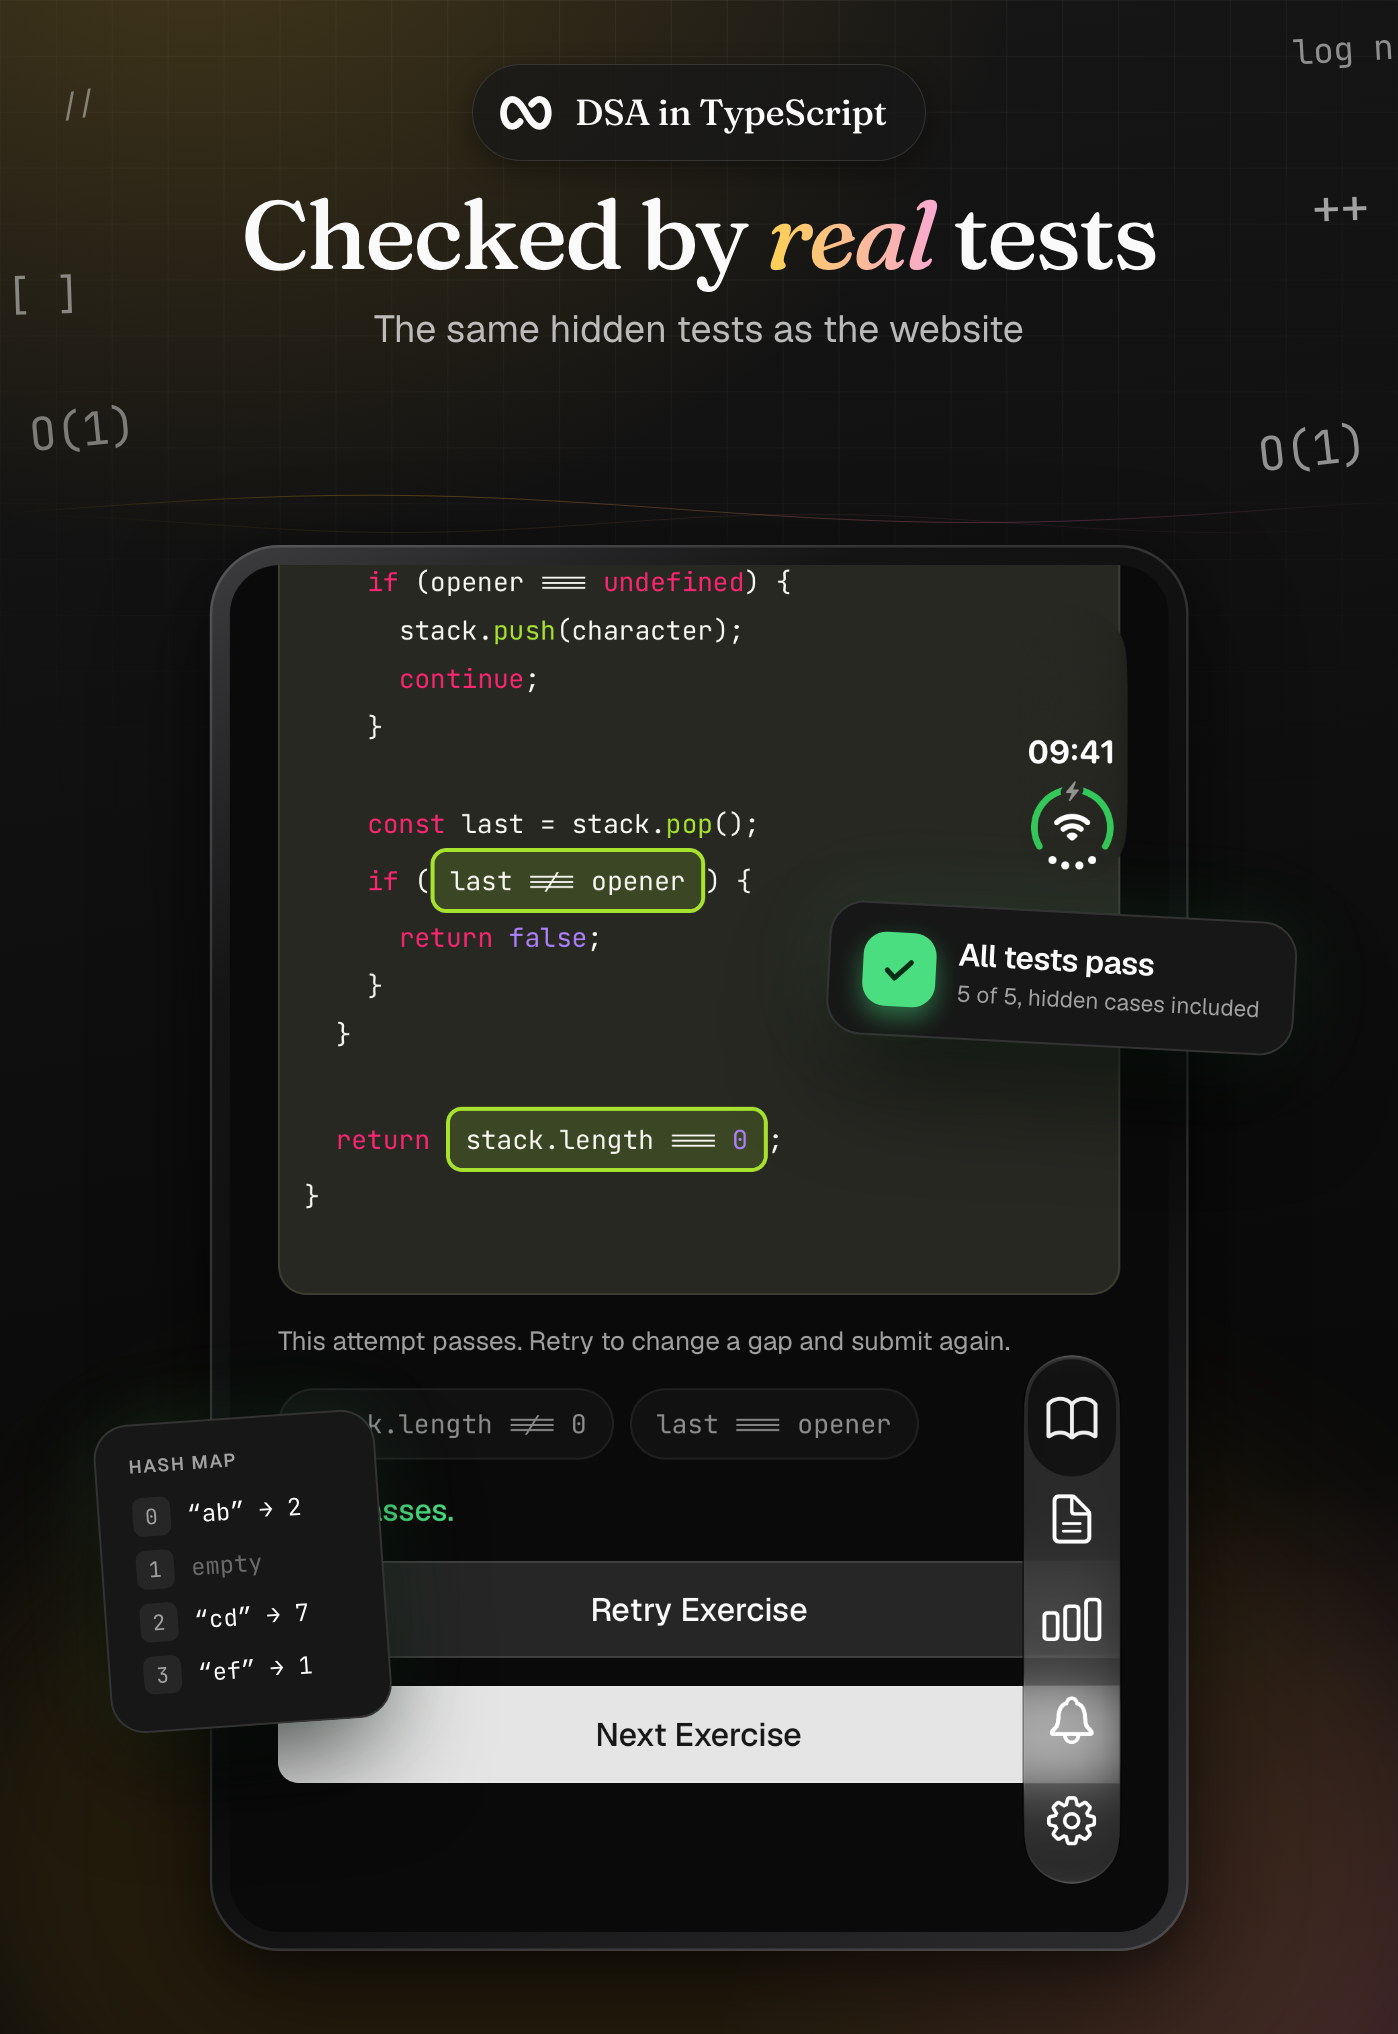 log n
//
DSA in TypeScript
Checked by real tests
++
The same hidden tests as the website
[ ]
O(1)
O(1)
if (opener === undefined) {
stack.push(character);
continue;
}
09:41
const last = stack.pop();
if (last !== opener) {
return false;
}
All tests pass
5 of 5, hidden cases included
}
return stack.length === 0;
}
This attempt passes. Retry to change a gap and submit again.
k.length !== 0
last === opener
HASH MAP
0 “ab” → 2
1 empty
2 “cd” → 7
3 “ef” → 1
sses.
Retry Exercise
Next Exercise